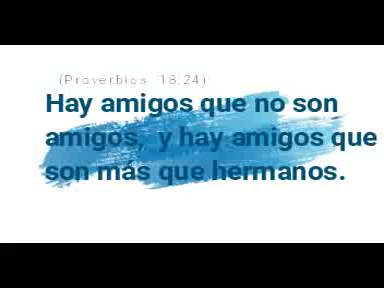 (Proverbios 18:24)
Hay amigos que no son
amigos, y hay amigos que
son más que hermanos.